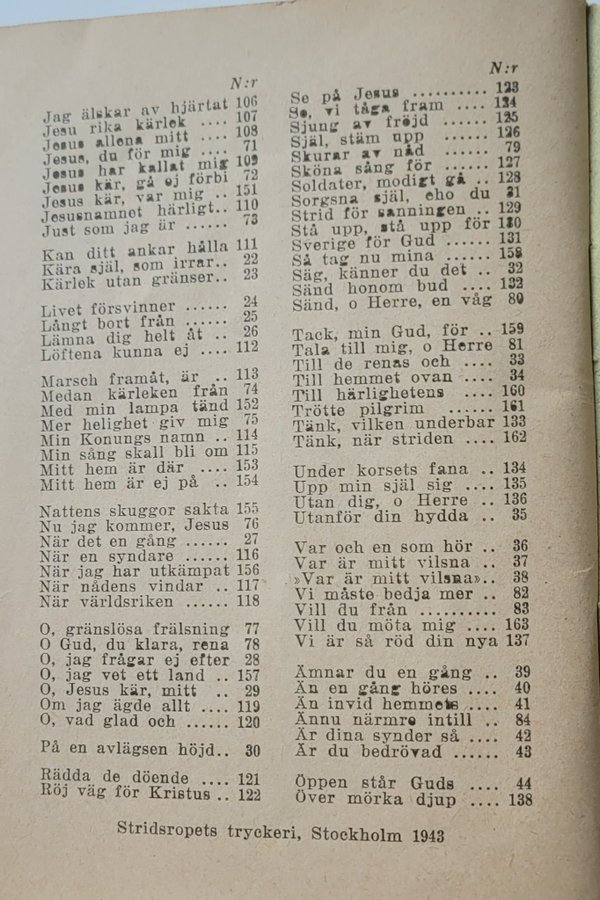 N:r
Jag älskar av hjärtat 106
Jesu rika kärlek .... 107
Jesus allena mitt .... 108
Jesus, du för mig .... 71
Jesus har kallat mig 109
Jesus kär, gå ej förbi 72
Jesus kär, var mig .. 151
Jesusnamnet härligt.. 110
Just som jag är ...... 73
Kan ditt ankar hålla 111
Kära själ, som irrar.. 22
Kärlek utan gränser.. 23
Livet försvinner ...... 24
Långt bort från ...... 25
Lämna dig helt åt .. 26
Löftena kunna ej .... 112
Marsch framåt, är .. 113
Medan kärleken från 74
Med min lampa tänd 152
Mer helighet giv mig 75
Min Konungs namn .. 114
Min sång skall bli om 115
Mitt hem är där .... 153
Mitt hem är ej på .. 154
Nattens skuggor sakta 155
Nu jag kommer, Jesus 76
När det en gång ...... 27
När en syndare ...... 116
När jag har utkämpat 156
När nådens vindar .. 117
När världsriken ...... 118
O, gränslösa frälsning 77
O Gud, du klara, rena 78
O, jag frågar ej efter 28
O, jag vet ett land .. 157
O, Jesus kär, mitt .. 29
Om jag ägde allt .... 119
O, vad glad och ...... 120
På en avlägsen höjd.. 30
Rädda de döende .... 121
Röj väg för Kristus .. 122
N:r
Se på Jesus .......... 123
Se, vi tåga fram .... 124
Sjung av fröjd ...... 125
Själ, stäm upp ...... 126
Skurar av nåd ...... 79
Sköna sång för ...... 127
Soldater, modigt gå .. 128
Sorgsna själ, eho du 31
Strid för sanningen .. 129
Stå upp, stå upp för 130
Sverige för Gud ...... 131
Så tag nu mina ...... 158
Säg, känner du det .. 32
Sänd honom bud .... 132
Sänd, o Herre, en våg 80
Tack, min Gud, för .. 159
Tala till mig, o Herre 81
Till de renas och .... 33
Till hemmet ovan .... 34
Till härlighetens .... 160
Trötte pilgrim ...... 161
Tänk, vilken underbar 133
Tänk, når striden .... 162
Under korsets fana .. 134
Upp min själ sig .... 135
Utan dig, o Herre .. 136
Utanför din hydda .. 35
Var och en som hör .. 36
Var är mitt vilsna .. 37
»Var är mitt vilsna».. 38
Vi måste bedja mer .. 82
Vill du från .......... 83
Vill du möta mig .... 163
Vi är så röd din nya 137
Ämnar du en gång .. 39
Än en gång höres .... 40
Än invid hemmets .... 41
Ännu närmre intill .. 84
Är dina synder så .... 42
Är du bedrövad ...... 43
Öppen står Guds .... 44
Över mörka djup .... 138
Stridsropets tryckeri, Stockholm 1943